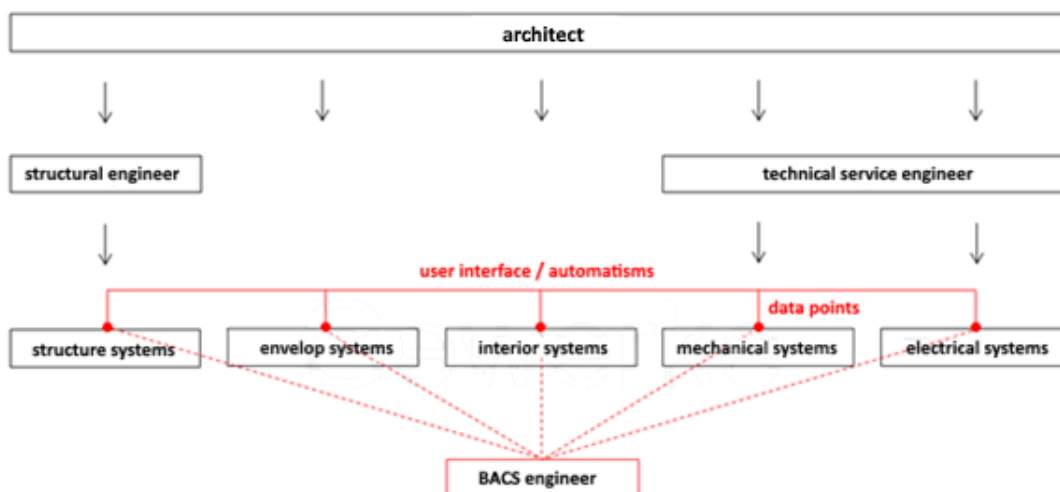 architect
structural engineer
technical service engineer
user interface / automatisms
data points
structure systems
envelop systems
interior systems
mechanical systems
electrical systems
BACS engineer